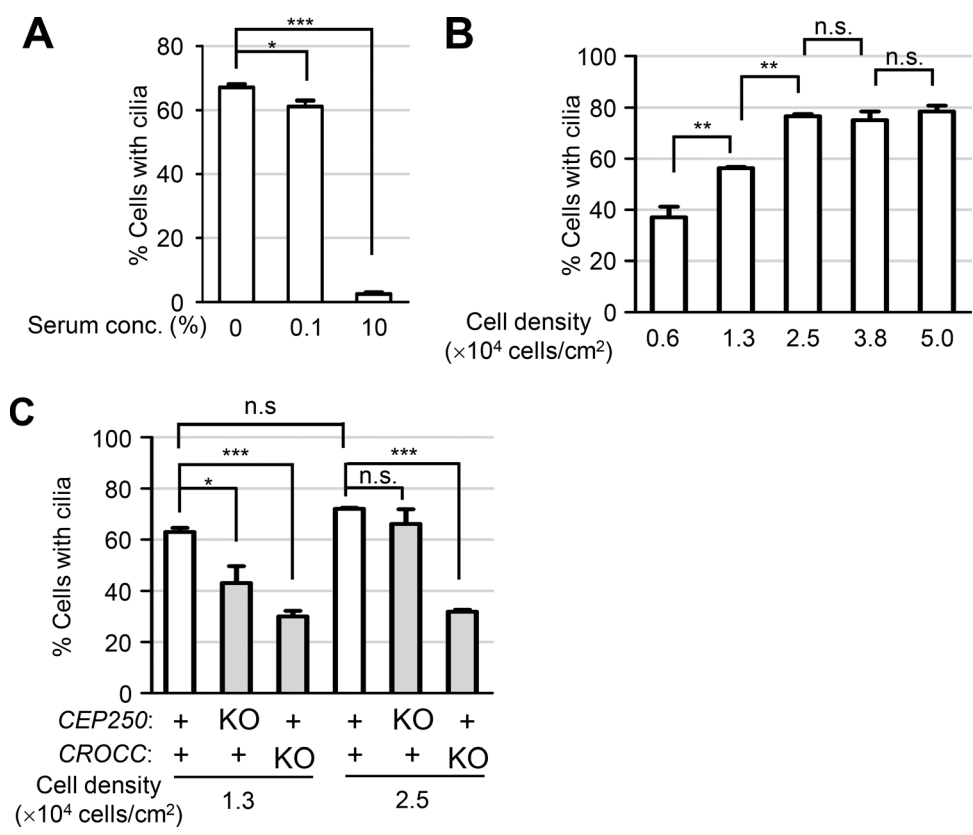 A
% Cells with cilia
80
60
40
20
0
***
*
Serum conc. (%)
0 0.1 10
B
% Cells with cilia
100
80
60
40
20
0
n.s.
n.s.
**
**
Cell density
(×10⁴ cells/cm²)
0.6 1.3 2.5 3.8 5.0
C
% Cells with cilia
100
80
60
40
20
0
n.s
***
*
***
n.s.
CEP250: + KO + + KO +
CROCC: + + KO + + KO
Cell density
(×10⁴ cells/cm²)
1.3 2.5